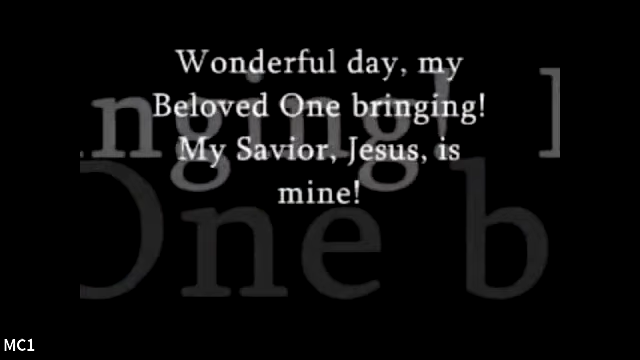 Wonderful day, my
Beloved One bringing!
My Savior, Jesus, is
mine!
nging!
One b
MC1